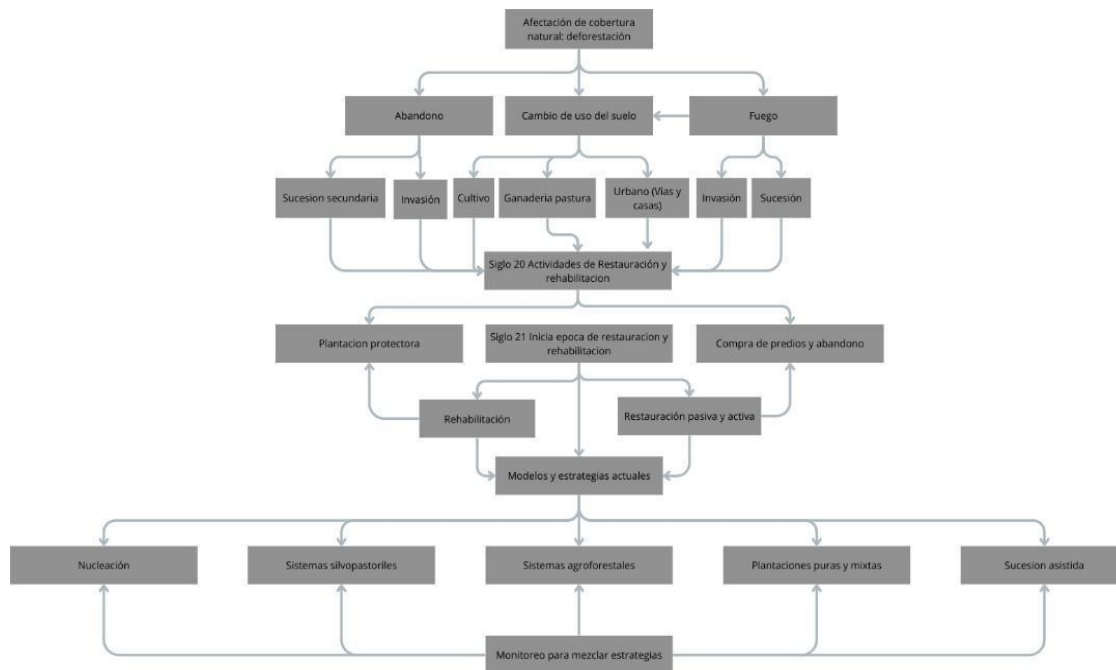 Afectación de cobertura
natural: deforestación
Abandono
Cambio de uso del suelo
Fuego
Sucesion secundaria
Invasión
Cultivo
Ganaderia pastura
Urbano (Vias y
casas)
Invasión
Sucesión
Siglo 20 Actividades de Restauración y
rehabilitacion
Plantacion protectora
Siglo 21 Inicia epoca de restauracion y
rehabilitacion
Compra de predios y abandono
Rehabilitación
Restauración pasiva y activa
Modelos y estrategias actuales
Nucleación
Sistemas silvopastoriles
Sistemas agroforestales
Plantaciones puras y mixtas
Sucesion asistida
Monitoreo para mezclar estrategias